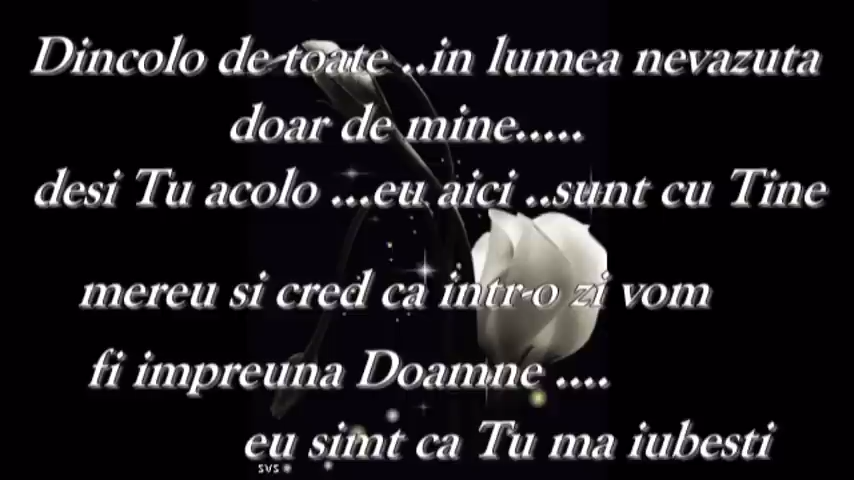 Dincolo de toate ..in lumea nevazuta
doar de mine.....
desi Tu acolo ...eu aici ..sunt cu Tine
mereu si cred ca intr-o zi vom
fi impreuna Doamne ....
eu simt ca Tu ma iubesti
svs